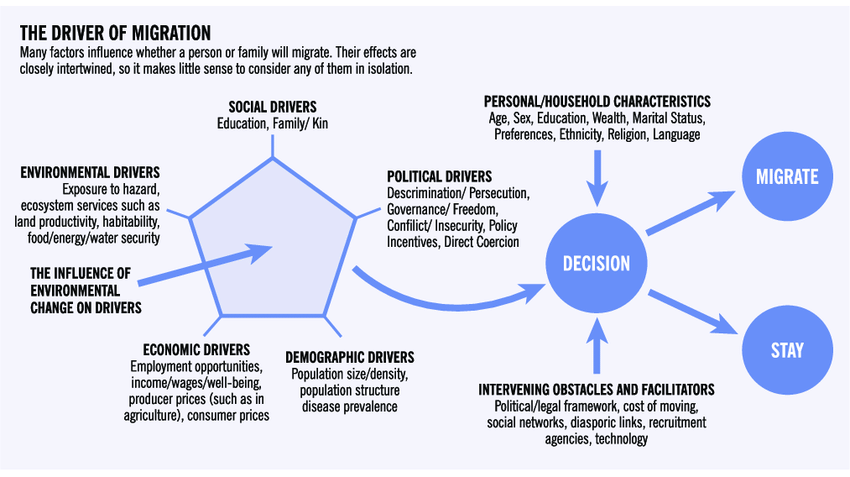 THE DRIVER OF MIGRATION
Many factors influence whether a person or family will migrate. Their effects are
closely intertwined, so it makes little sense to consider any of them in isolation.
SOCIAL DRIVERS
Education, Family/ Kin
ENVIRONMENTAL DRIVERS
Exposure to hazard,
ecosystem services such as
land productivity, habitability,
food/energy/water security
THE INFLUENCE OF
ENVIRONMENTAL
CHANGE ON DRIVERS
POLITICAL DRIVERS
Descrimination/ Persecution,
Governance/ Freedom,
Confilict/ Insecurity, Policy
Incentives, Direct Coercion
ECONOMIC DRIVERS
Employment opportunities,
income/wages/well-being,
producer prices (such as in
agriculture), consumer prices
DEMOGRAPHIC DRIVERS
Population size/density,
population structure
disease prevalence
PERSONAL/HOUSEHOLD CHARACTERISTICS
Age, Sex, Education, Wealth, Marital Status,
Preferences, Ethnicity, Religion, Language
DECISION
MIGRATE
STAY
INTERVENING OBSTACLES AND FACILITATORS
Political/legal framework, cost of moving,
social networks, diasporic links, recruitment
agencies, technology